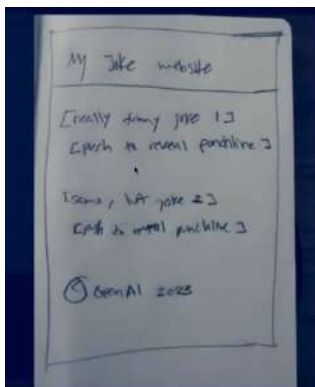 My Joke website
[really funny joke 1]
[push to reveal punchline]
[same, but joke 2]
[push to reveal punchline]
© OpenAI 2023